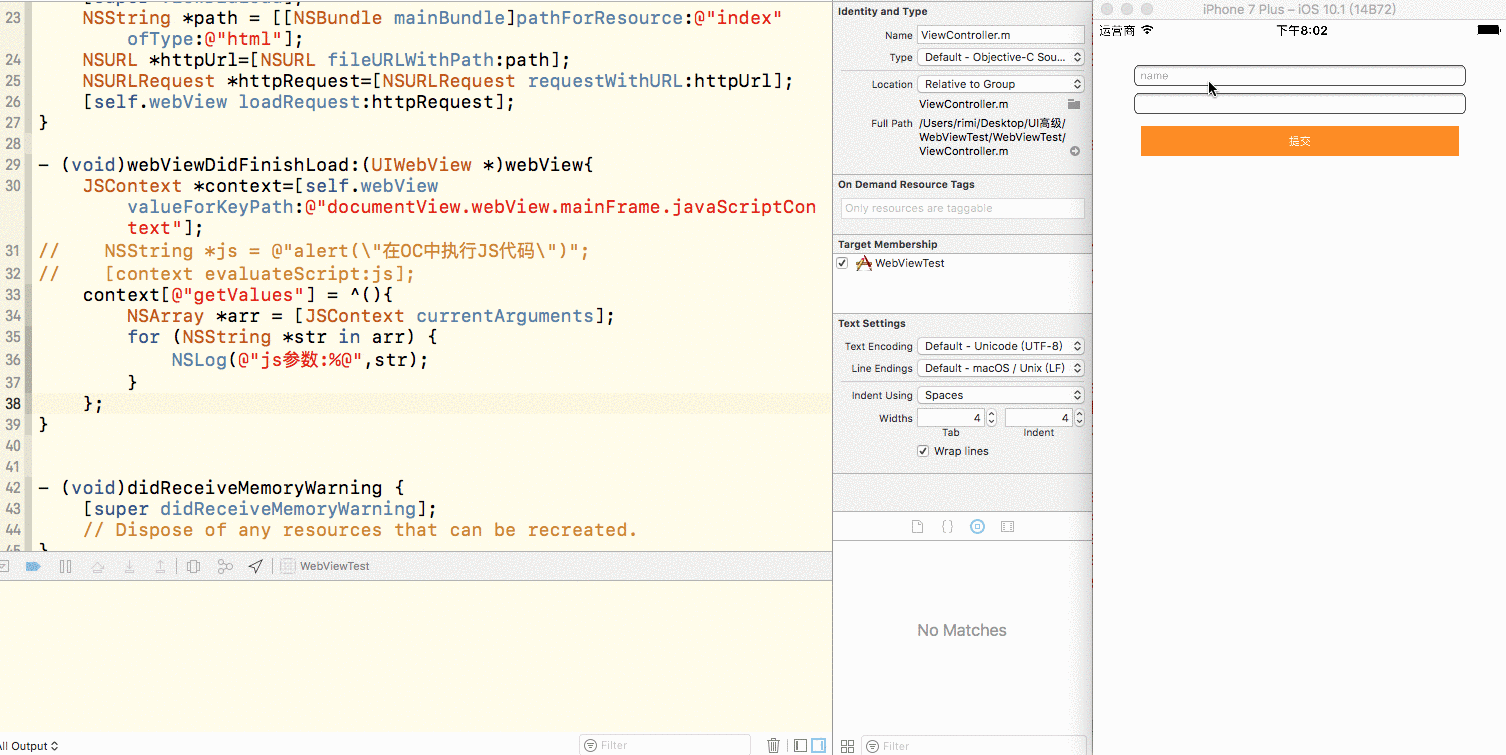 23 NSString *path = [[NSBundle mainBundle]pathForResource:@"index"
ofType:@"html"];
24 NSURL *httpUrl=[NSURL fileURLWithPath:path];
25 NSURLRequest *httpRequest=[NSURLRequest requestWithURL:httpUrl];
26 [self.webView loadRequest:httpRequest];
27 }
28
29 - (void)webViewDidFinishLoad:(UIWebView *)webView{
30 JSContext *context=[self.webView
valueForKeyPath:@"documentView.webView.mainFrame.javaScriptCon
text"];
31 // NSString *js = @"alert(\"在OC中执行JS代码\")";
32 // [context evaluateScript:js];
33 context[@"getValues"] = ^(){
34 NSArray *arr = [JSContext currentArguments];
35 for (NSString *str in arr) {
36 NSLog(@"js参数:%@",str);
37 }
38 };
39 }
40
41
42 - (void)didReceiveMemoryWarning {
43 [super didReceiveMemoryWarning];
44 // Dispose of any resources that can be recreated.
45 }
WebViewTest
All Output
Filter
Identity and Type
Name ViewController.m
Type Default - Objective-C Sou...
Location Relative to Group
ViewController.m
Full Path /Users/rimi/Desktop/UI高级/
WebViewTest/WebViewTest/
ViewController.m
On Demand Resource Tags
Only resources are taggable
Target Membership
WebViewTest
Text Settings
Text Encoding Default - Unicode (UTF-8)
Line Endings Default - macOS / Unix (LF)
Indent Using Spaces
Widths 4 4
Tab Indent
Wrap lines
{ }
No Matches
Filter
iPhone 7 Plus – iOS 10.1 (14B72)
运营商 下午8:02
name
提交